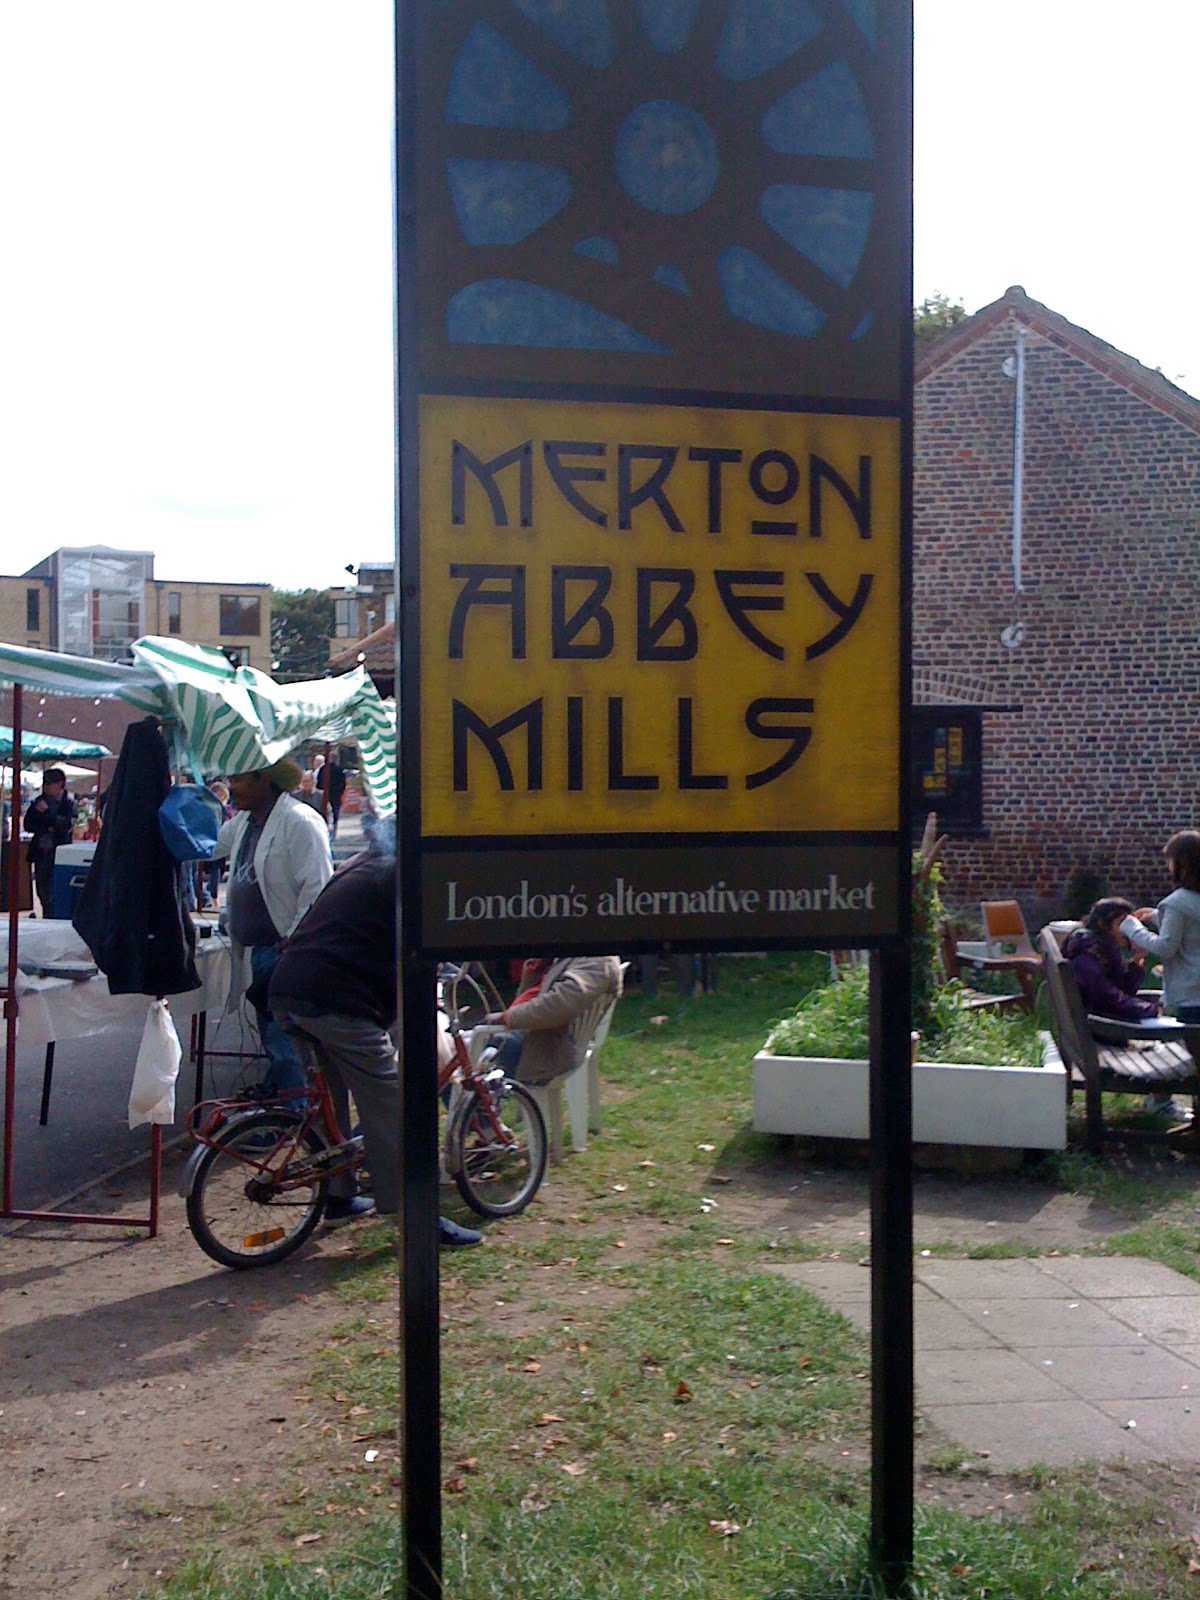 MERTON
ABBEY
MILLS
London's alternative market